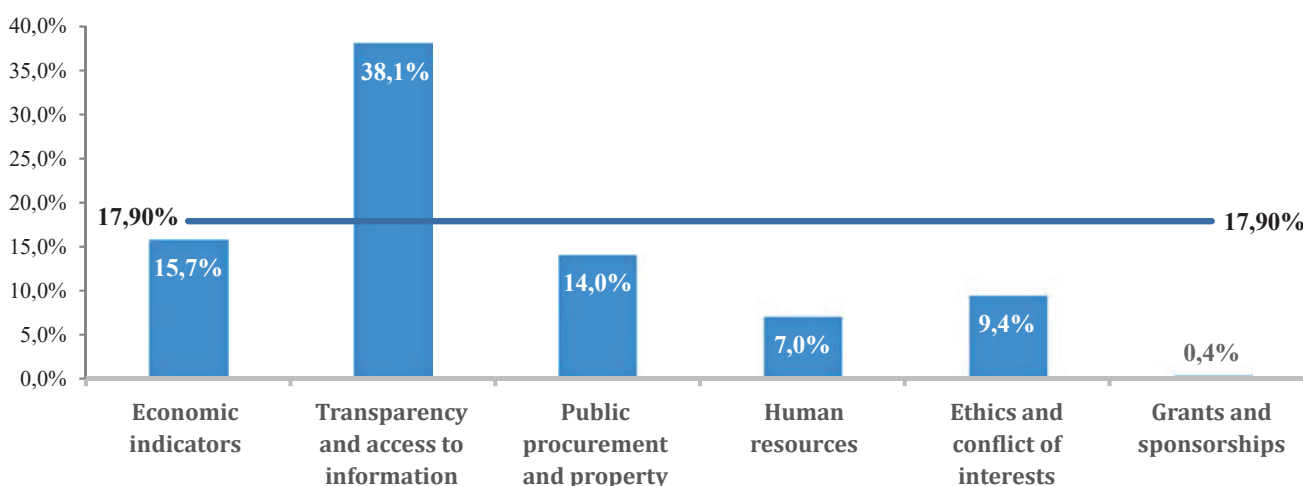 40,0%
35,0%
30,0%
25,0%
20,0%
15,0%
10,0%
5,0%
0,0%
17,90%
17,90%
15,7%
38,1%
14,0%
7,0%
9,4%
0,4%
Economic
indicators
Transparency
and access to
information
Public
procurement
and property
Human
resources
Ethics and
conflict of
interests
Grants and
sponsorships